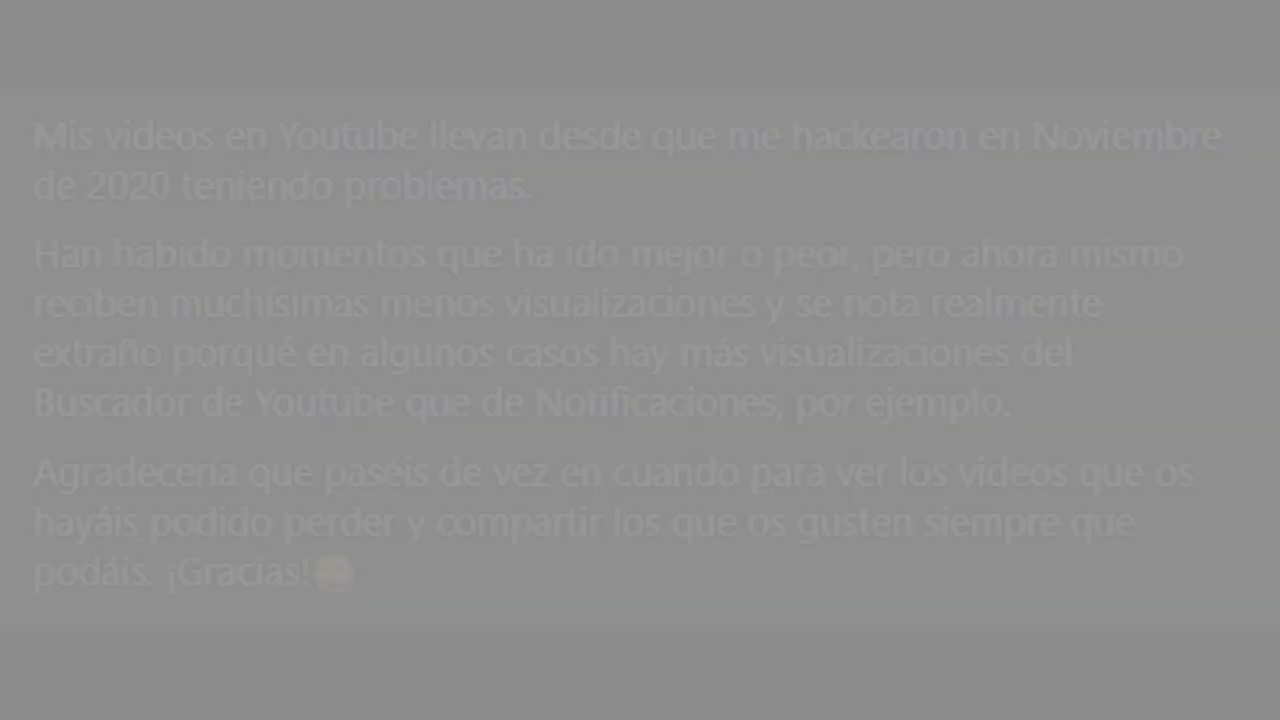 Mis videos en Youtube llevan desde que me hackearon en Noviembre
de 2020 teniendo problemas.
Han habido momentos que ha ido mejor o peor, pero ahora mismo
reciben muchísimas menos visualizaciones y se nota realmente
extraño porqué en algunos casos hay más visualizaciones del
Buscador de Youtube que de Notificaciones, por ejemplo.
Agradecería que paséis de vez en cuando para ver los videos que os
hayáis podido perder y compartir los que os gusten siempre que
podáis. ¡Gracias!